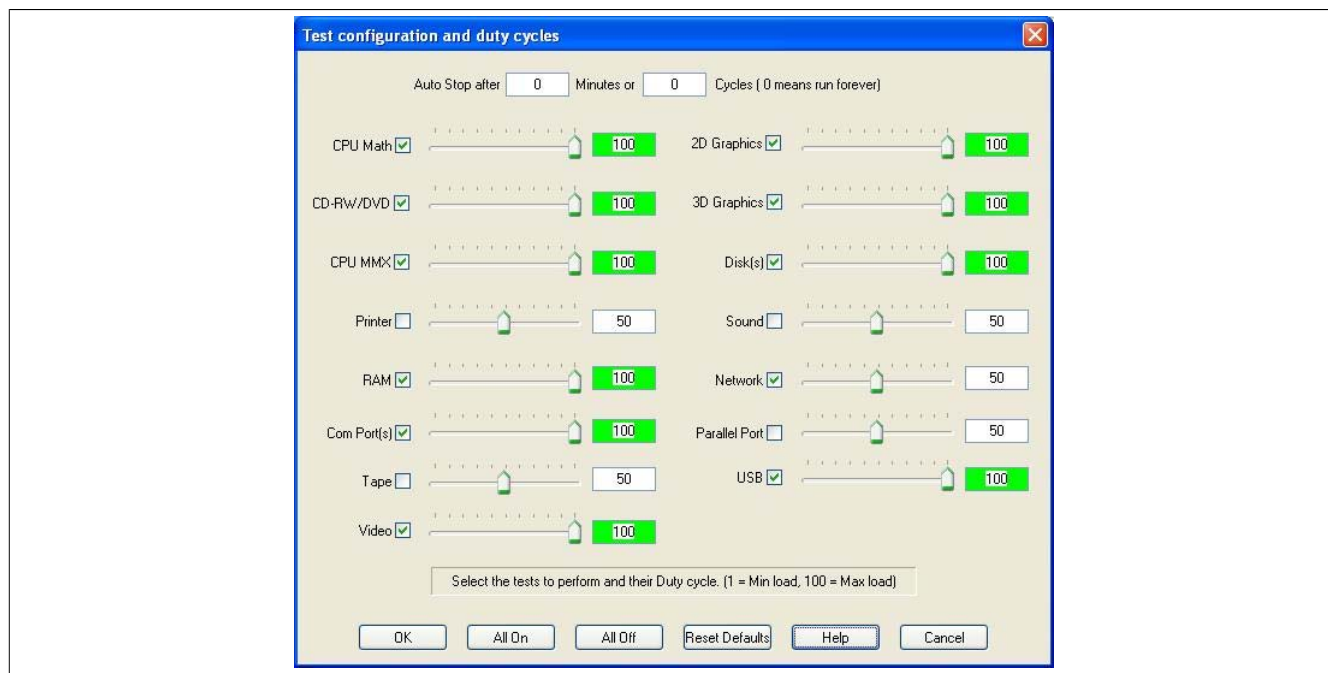 Test configuration and duty cycles
Auto Stop after 0 Minutes or 0 Cycles ( 0 means run forever)
CPU Math 100 2D Graphics 100
CD-RW/DVD 100 3D Graphics 100
CPU MMX 100 Disk(s) 100
Printer 50 Sound 50
RAM 100 Network 50
Com Port(s) 100 Parallel Port 50
Tape 50 USB 100
Video 100
Select the tests to perform and their Duty cycle. (1 = Min load, 100 = Max load)
OK All On All Off Reset Defaults Help Cancel